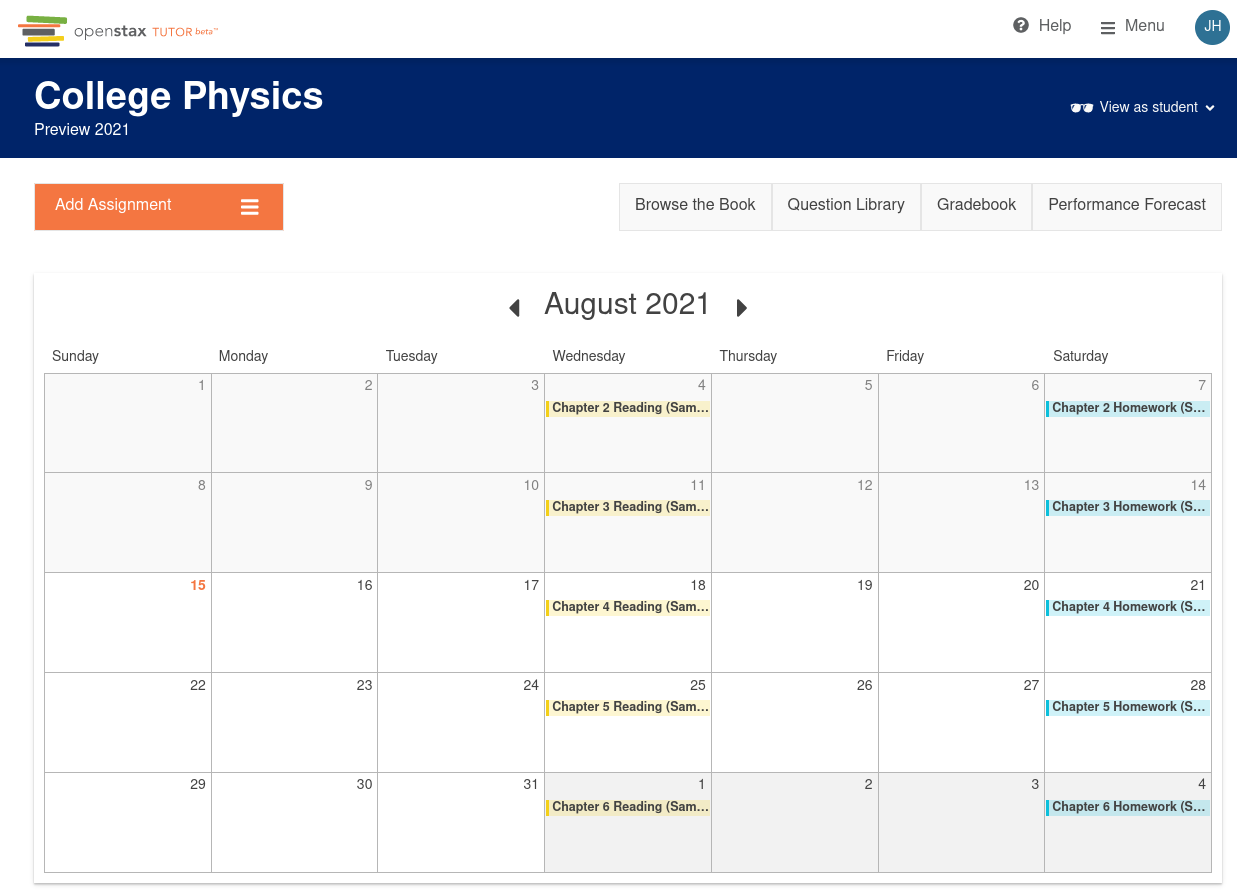 openstax TUTOR beta™
Help
Menu
JH
College Physics
Preview 2021
View as student
Add Assignment
Browse the Book
Question Library
Gradebook
Performance Forecast
August 2021
Sunday Monday Tuesday Wednesday Thursday Friday Saturday
1 2 3 4 5 6 7
Chapter 2 Reading (Sam... Chapter 2 Homework (S...
8 9 10 11 12 13 14
Chapter 3 Reading (Sam... Chapter 3 Homework (S...
15 16 17 18 19 20 21
Chapter 4 Reading (Sam... Chapter 4 Homework (S...
22 23 24 25 26 27 28
Chapter 5 Reading (Sam... Chapter 5 Homework (S...
29 30 31 1 2 3 4
Chapter 6 Reading (Sam... Chapter 6 Homework (S...